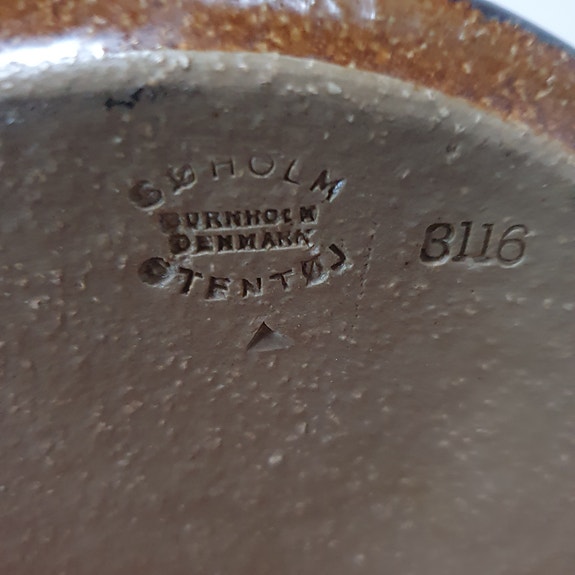 SØHOLM
BORNHOLM
DENMARK
STENTØJ
3116